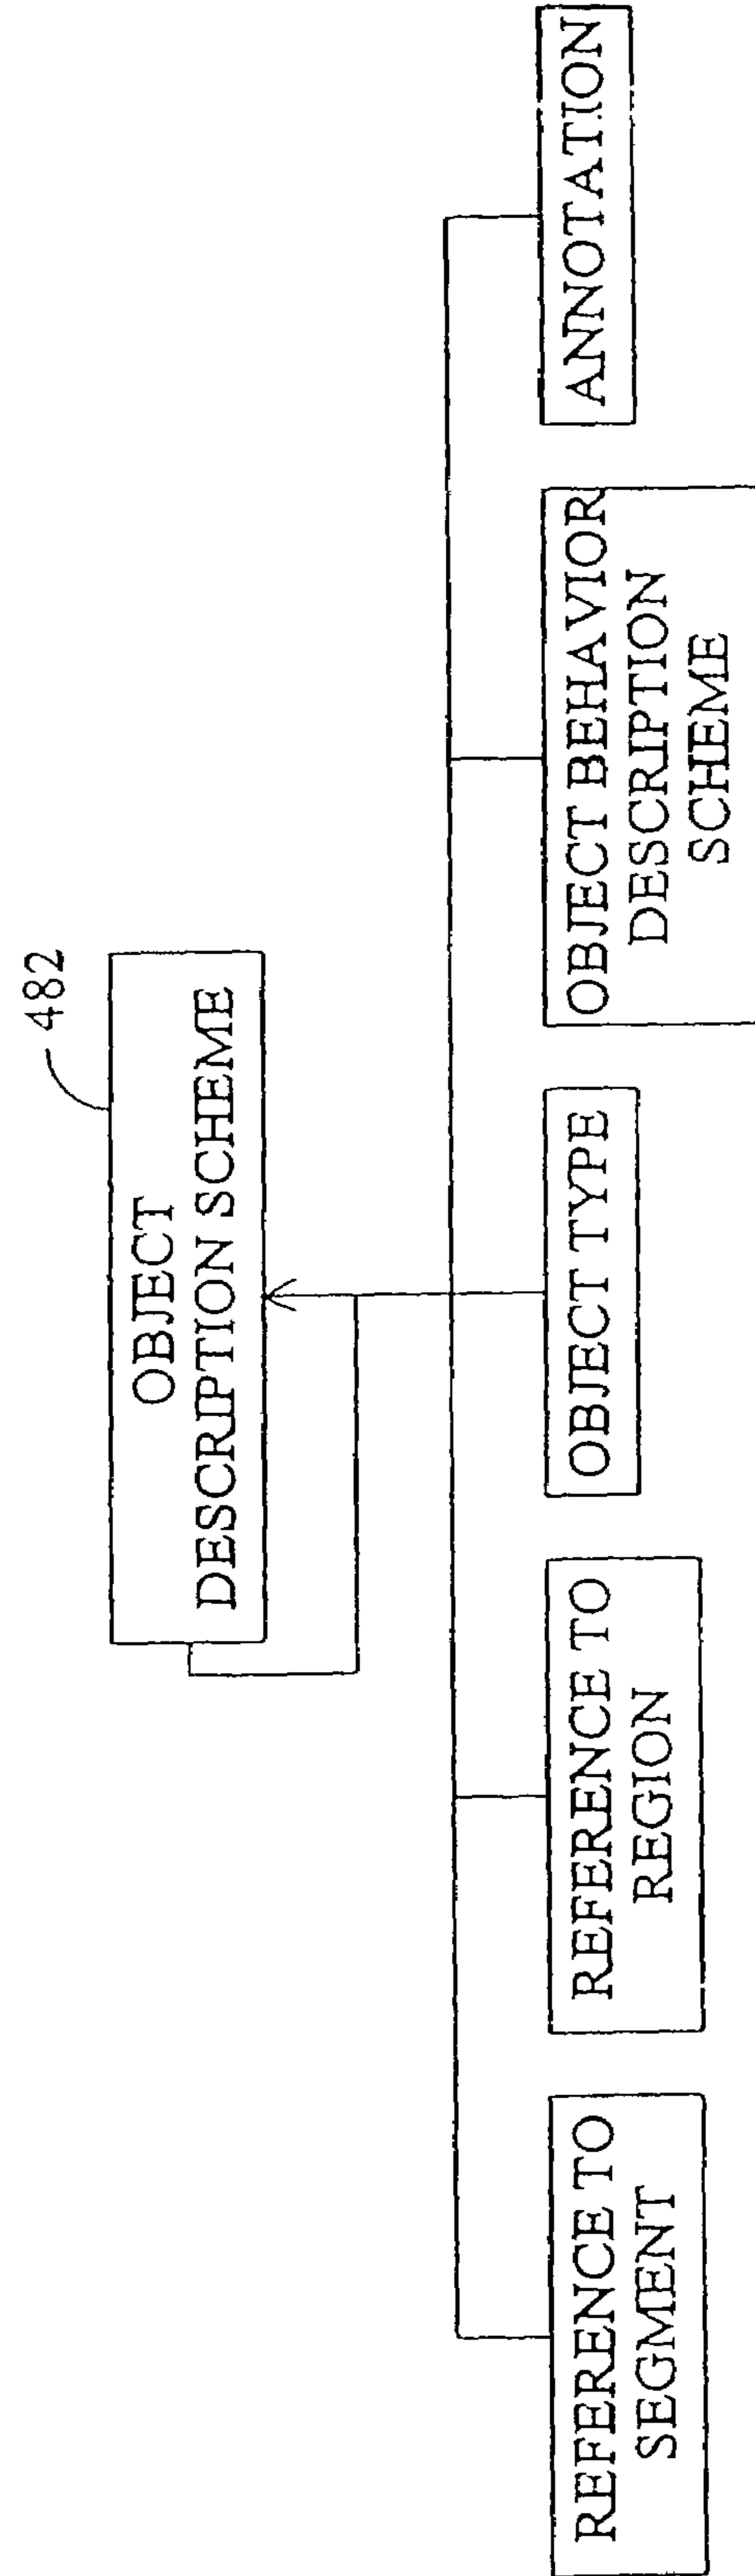 482
OBJECT
DESCRIPTION SCHEME
REFERENCE TO
SEGMENT
REFERENCE TO
REGION
OBJECT TYPE
OBJECT BEHAVIOR
DESCRIPTION
SCHEME
ANNOTATION